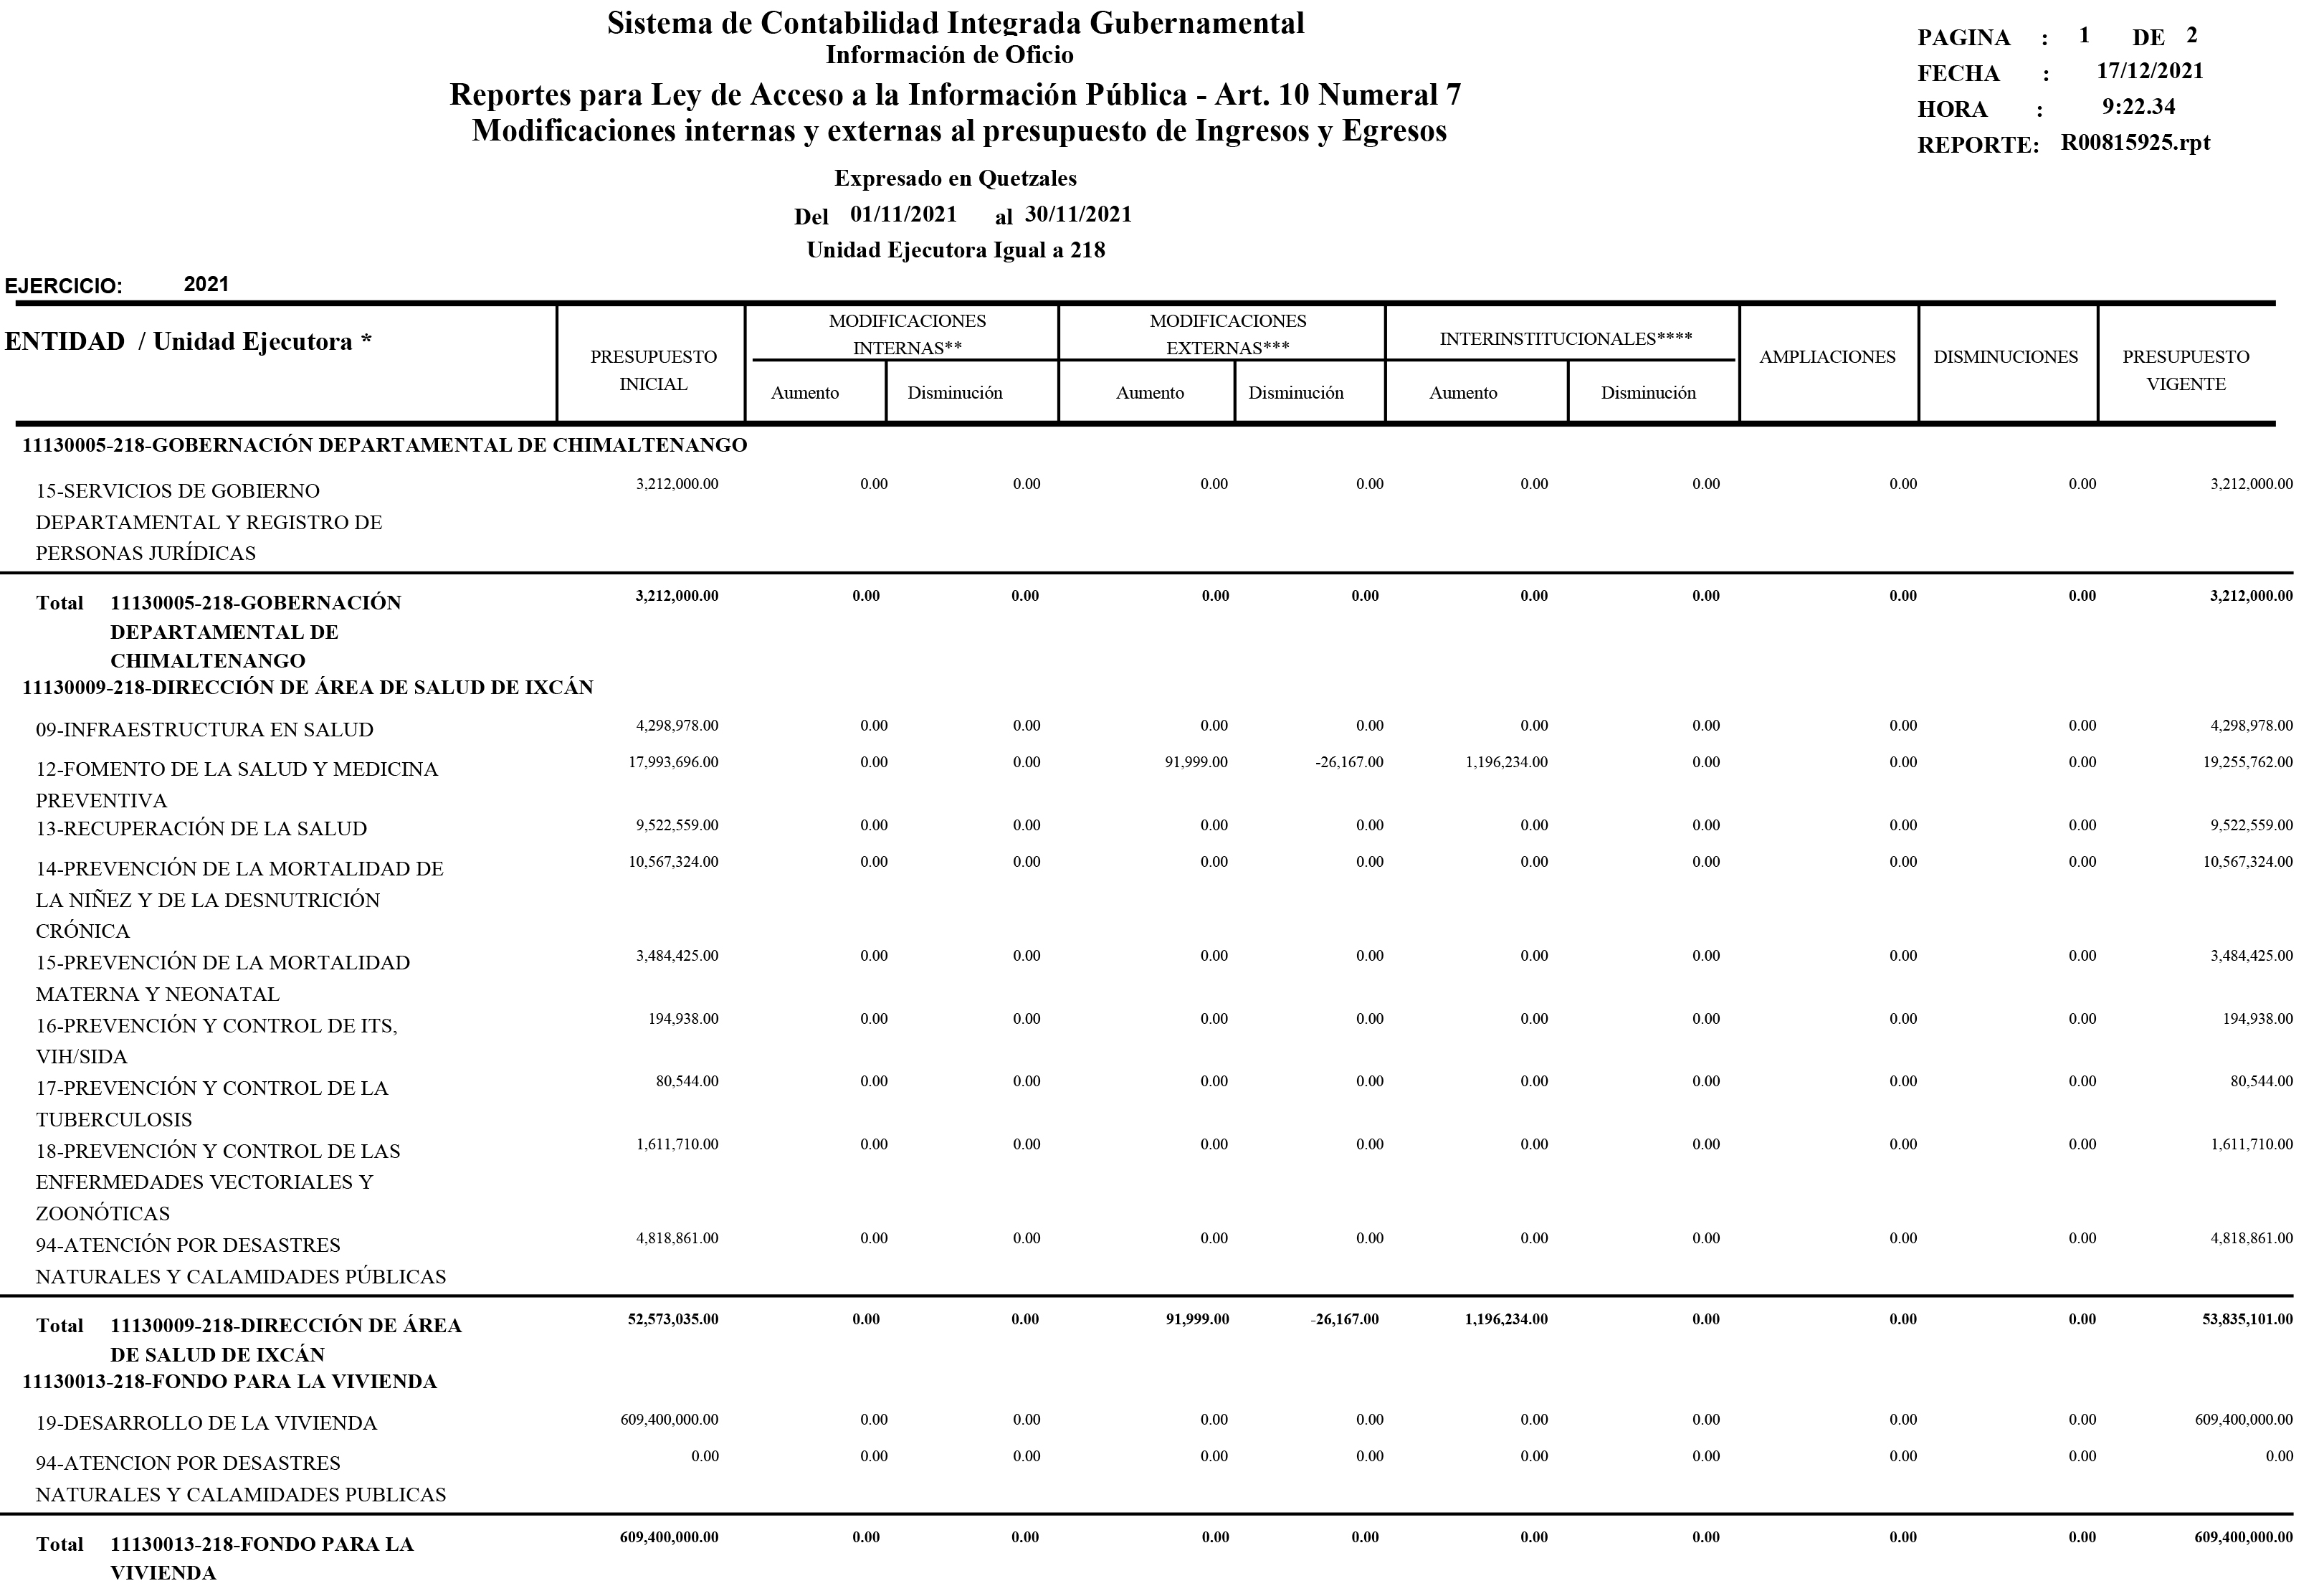 Sistema de Contabilidad Integrada Gubernamental
Información de Oficio
Reportes para Ley de Acceso a la Información Pública - Art. 10 Numeral 7
Modificaciones internas y externas al presupuesto de Ingresos y Egresos
Expresado en Quetzales
Del 01/11/2021 al 30/11/2021
Unidad Ejecutora Igual a 218
PAGINA : 1 DE 2
FECHA : 17/12/2021
HORA : 9:22.34
REPORTE: R00815925.rpt
EJERCICIO: 2021
ENTIDAD / Unidad Ejecutora *
PRESUPUESTO
INICIAL
MODIFICACIONES
INTERNAS**
Aumento Disminución
MODIFICACIONES
EXTERNAS***
Aumento Disminución
INTERINSTITUCIONALES****
Aumento Disminución
AMPLIACIONES
DISMINUCIONES
PRESUPUESTO
VIGENTE
11130005-218-GOBERNACIÓN DEPARTAMENTAL DE CHIMALTENANGO
15-SERVICIOS DE GOBIERNO 3,212,000.00 0.00 0.00 0.00 0.00 0.00 0.00 0.00 0.00 3,212,000.00
DEPARTAMENTAL Y REGISTRO DE
PERSONAS JURÍDICAS
Total 11130005-218-GOBERNACIÓN 3,212,000.00 0.00 0.00 0.00 0.00 0.00 0.00 0.00 0.00 3,212,000.00
DEPARTAMENTAL DE
CHIMALTENANGO
11130009-218-DIRECCIÓN DE ÁREA DE SALUD DE IXCÁN
09-INFRAESTRUCTURA EN SALUD 4,298,978.00 0.00 0.00 0.00 0.00 0.00 0.00 0.00 0.00 4,298,978.00
12-FOMENTO DE LA SALUD Y MEDICINA 17,993,696.00 0.00 0.00 91,999.00 -26,167.00 1,196,234.00 0.00 0.00 0.00 19,255,762.00
PREVENTIVA
13-RECUPERACIÓN DE LA SALUD 9,522,559.00 0.00 0.00 0.00 0.00 0.00 0.00 0.00 0.00 9,522,559.00
14-PREVENCIÓN DE LA MORTALIDAD DE 10,567,324.00 0.00 0.00 0.00 0.00 0.00 0.00 0.00 0.00 10,567,324.00
LA NIÑEZ Y DE LA DESNUTRICIÓN
CRÓNICA
15-PREVENCIÓN DE LA MORTALIDAD 3,484,425.00 0.00 0.00 0.00 0.00 0.00 0.00 0.00 0.00 3,484,425.00
MATERNA Y NEONATAL
16-PREVENCIÓN Y CONTROL DE ITS, 194,938.00 0.00 0.00 0.00 0.00 0.00 0.00 0.00 0.00 194,938.00
VIH/SIDA
17-PREVENCIÓN Y CONTROL DE LA 80,544.00 0.00 0.00 0.00 0.00 0.00 0.00 0.00 0.00 80,544.00
TUBERCULOSIS
18-PREVENCIÓN Y CONTROL DE LAS 1,611,710.00 0.00 0.00 0.00 0.00 0.00 0.00 0.00 0.00 1,611,710.00
ENFERMEDADES VECTORIALES Y
ZOONÓTICAS
94-ATENCIÓN POR DESASTRES 4,818,861.00 0.00 0.00 0.00 0.00 0.00 0.00 0.00 0.00 4,818,861.00
NATURALES Y CALAMIDADES PÚBLICAS
Total 11130009-218-DIRECCIÓN DE ÁREA 52,573,035.00 0.00 0.00 91,999.00 -26,167.00 1,196,234.00 0.00 0.00 0.00 53,835,101.00
DE SALUD DE IXCÁN
11130013-218-FONDO PARA LA VIVIENDA
19-DESARROLLO DE LA VIVIENDA 609,400,000.00 0.00 0.00 0.00 0.00 0.00 0.00 0.00 0.00 609,400,000.00
94-ATENCION POR DESASTRES 0.00 0.00 0.00 0.00 0.00 0.00 0.00 0.00 0.00 0.00
NATURALES Y CALAMIDADES PUBLICAS
Total 11130013-218-FONDO PARA LA 609,400,000.00 0.00 0.00 0.00 0.00 0.00 0.00 0.00 0.00 609,400,000.00
VIVIENDA